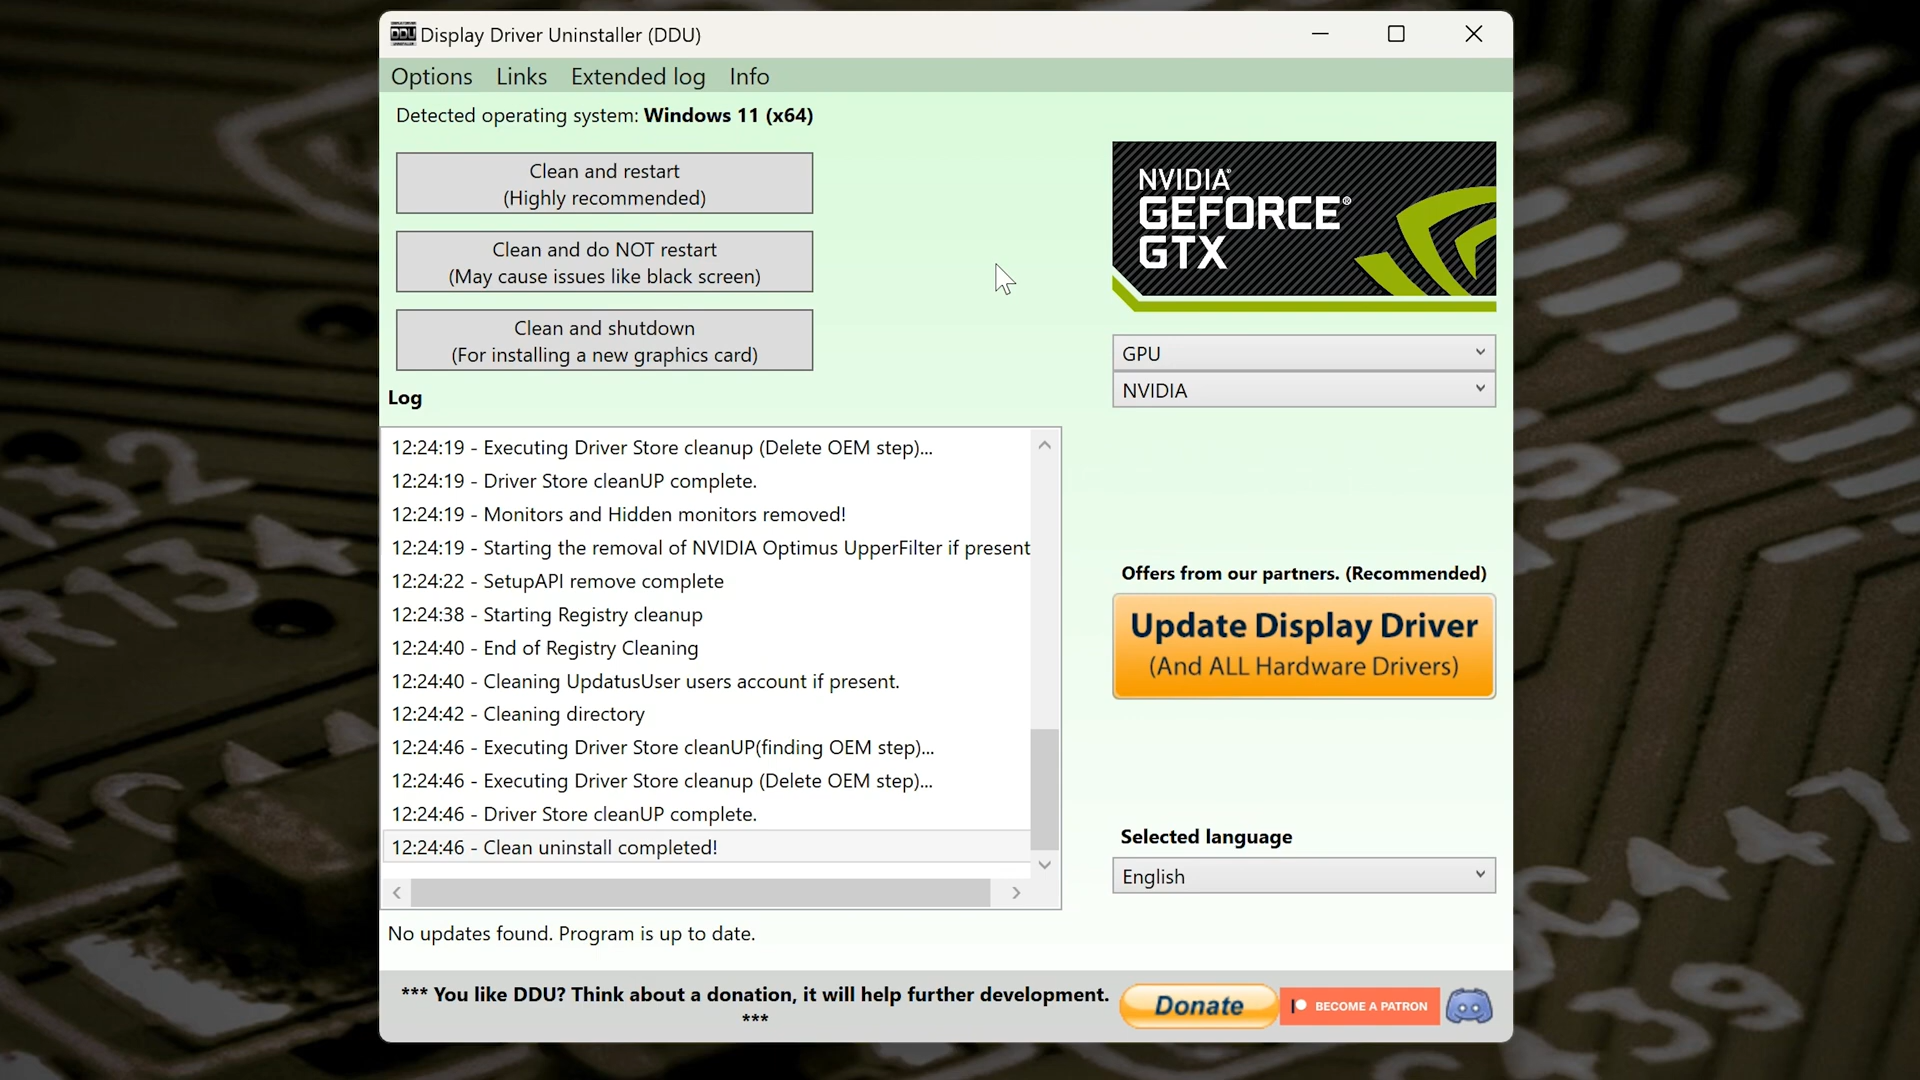 DDU Display Driver Uninstaller (DDU)
Options Links Extended log Info
Detected operating system: Windows 11 (x64)
Clean and restart
(Highly recommended)
Clean and do NOT restart
(May cause issues like black screen)
Clean and shutdown
(For installing a new graphics card)
NVIDIA®
GEFORCE®
GTX
GPU
NVIDIA
Log
12:24:19 - Executing Driver Store cleanup (Delete OEM step)...
12:24:19 - Driver Store cleanUP complete.
12:24:19 - Monitors and Hidden monitors removed!
12:24:19 - Starting the removal of NVIDIA Optimus UpperFilter if present
12:24:22 - SetupAPI remove complete
12:24:38 - Starting Registry cleanup
12:24:40 - End of Registry Cleaning
12:24:40 - Cleaning UpdatusUser users account if present.
12:24:42 - Cleaning directory
12:24:46 - Executing Driver Store cleanUP(finding OEM step)...
12:24:46 - Executing Driver Store cleanup (Delete OEM step)...
12:24:46 - Driver Store cleanUP complete.
12:24:46 - Clean uninstall completed!
Offers from our partners. (Recommended)
Update Display Driver
(And ALL Hardware Drivers)
Selected language
English
No updates found. Program is up to date.
*** You like DDU? Think about a donation, it will help further development.
***
Donate
BECOME A PATRON
R13